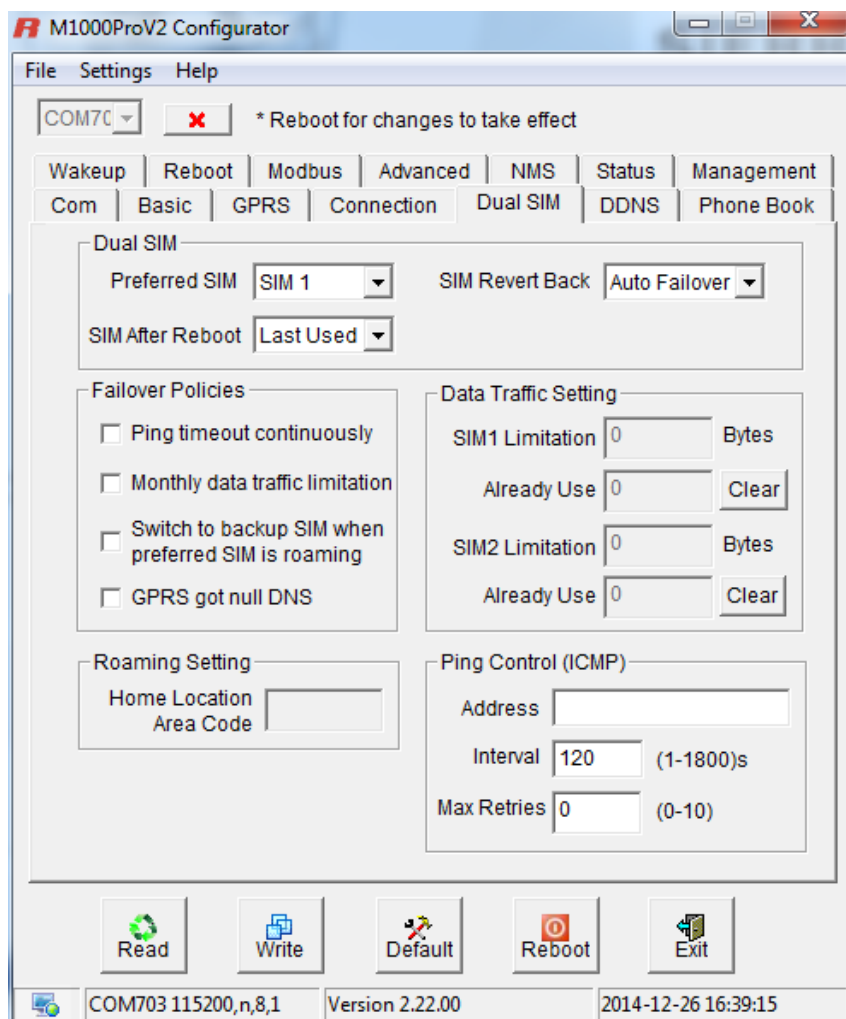 M1000ProV2 Configurator
File Settings Help
COM70 * Reboot for changes to take effect
Wakeup Reboot Modbus Advanced NMS Status Management
Com Basic GPRS Connection Dual SIM DDNS Phone Book
Dual SIM
Preferred SIM SIM 1 SIM Revert Back Auto Failover
SIM After Reboot Last Used
Failover Policies
Ping timeout continuously
Monthly data traffic limitation
Switch to backup SIM when
preferred SIM is roaming
GPRS got null DNS
Data Traffic Setting
SIM1 Limitation 0 Bytes
Already Use 0 Clear
SIM2 Limitation 0 Bytes
Already Use 0 Clear
Roaming Setting
Home Location
Area Code
Ping Control (ICMP)
Address
Interval 120 (1-1800)s
Max Retries 0 (0-10)
Read Write Default Reboot Exit
COM703 115200,n,8,1 Version 2.22.00 2014-12-26 16:39:15